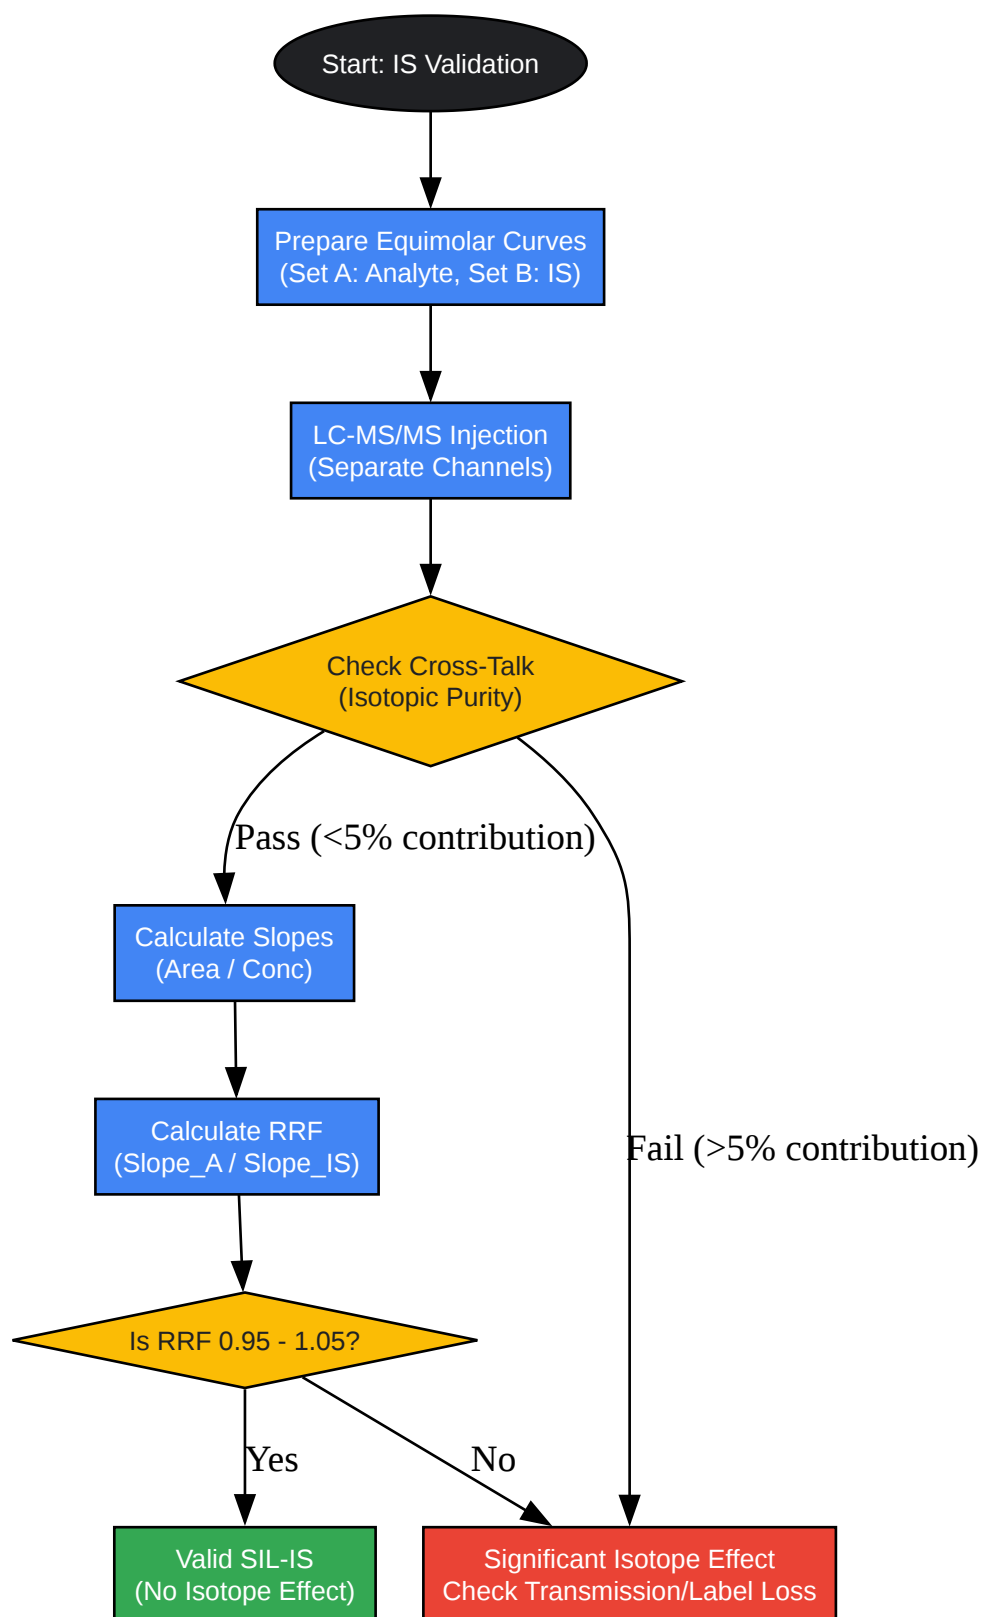 Start: IS Validation
Prepare Equimolar Curves
(Set A: Analyte, Set B: IS)
LC-MS/MS Injection
(Separate Channels)
Check Cross-Talk
(Isotopic Purity)
Pass (<5% contribution)
Calculate Slopes
(Area / Conc)
Calculate RRF
(Slope_A / Slope_IS)
Fail (>5% contribution)
Is RRF 0.95 - 1.05?
Yes
No
Valid SIL-IS
(No Isotope Effect)
Significant Isotope Effect
Check Transmission/Label Loss